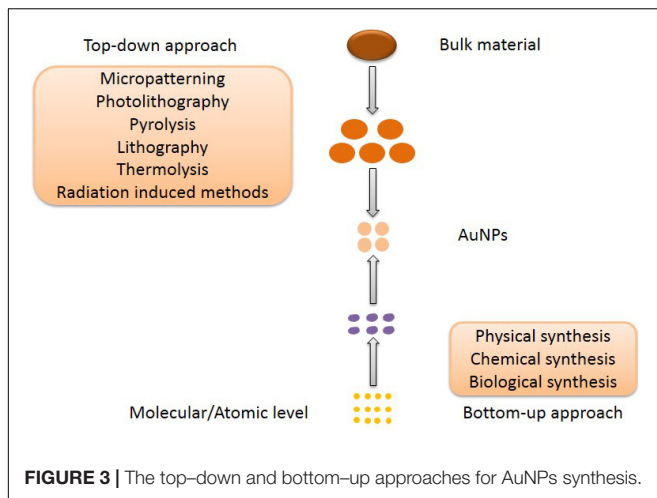 Top-down approach
Bulk material
Micropatterning
Photolithography
Pyrolysis
Lithography
Thermolysis
Radiation induced methods
AuNPs
Physical synthesis
Chemical synthesis
Biological synthesis
Molecular/Atomic level
Bottom-up approach
FIGURE 3 | The top–down and bottom–up approaches for AuNPs synthesis.